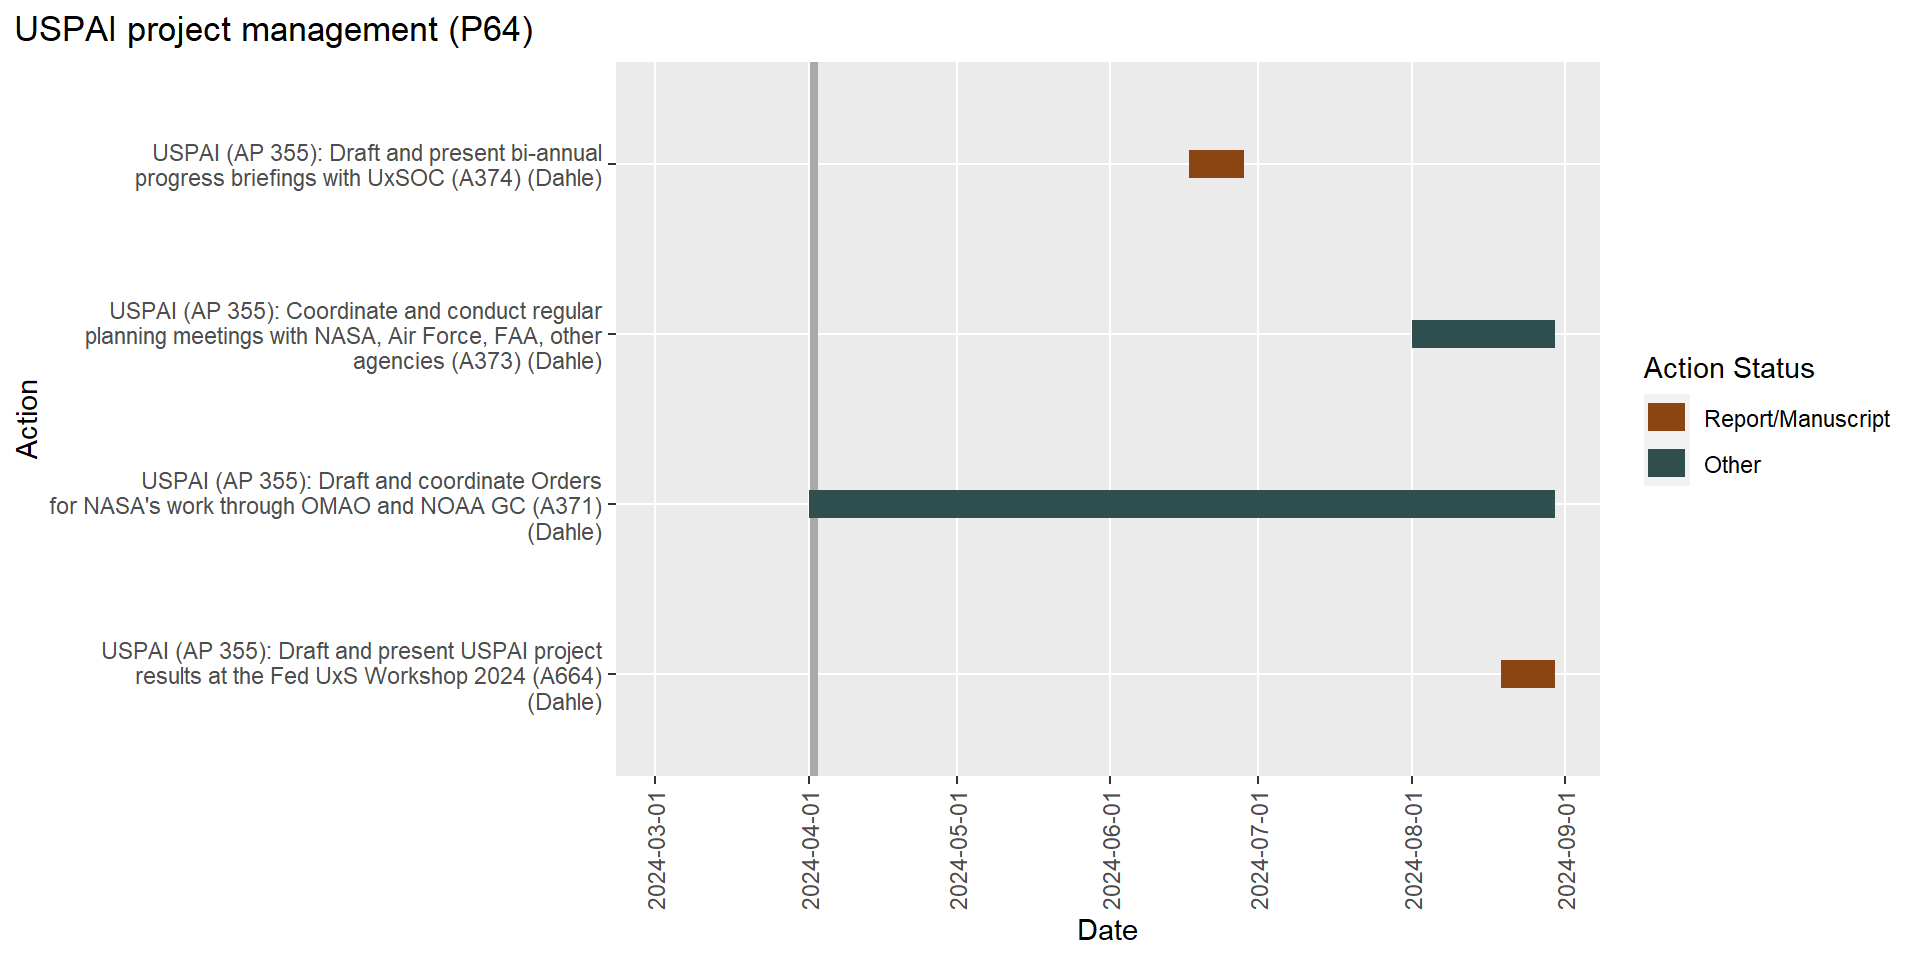 USPAI project management (P64)
USPAI (AP 355): Draft and present bi-annual
progress briefings with UxSOC (A374) (Dahle)
USPAI (AP 355): Coordinate and conduct regular
planning meetings with NASA, Air Force, FAA, other
agencies (A373) (Dahle)
USPAI (AP 355): Draft and coordinate Orders
for NASA's work through OMAO and NOAA GC (A371)
(Dahle)
USPAI (AP 355): Draft and present USPAI project
results at the Fed UxS Workshop 2024 (A664)
(Dahle)
Action
2024-03-01
2024-04-01
2024-05-01
2024-06-01
2024-07-01
2024-08-01
2024-09-01
Date
Action Status
Report/Manuscript
Other